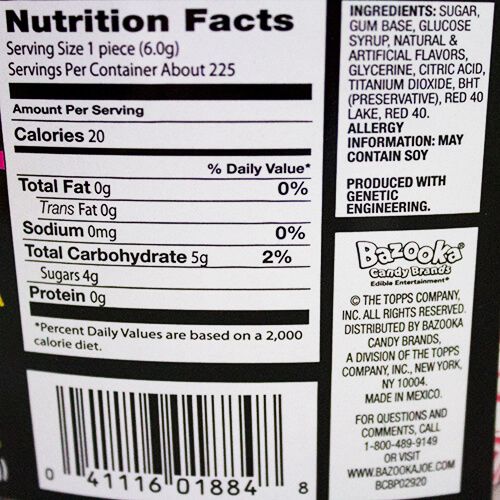 Nutrition Facts
Serving Size 1 piece (6.0g)
Servings Per Container About 225
Amount Per Serving
Calories 20
% Daily Value*
Total Fat 0g 0%
Trans Fat 0g
Sodium 0mg 0%
Total Carbohydrate 5g 2%
Sugars 4g
Protein 0g
*Percent Daily Values are based on a 2,000
calorie diet.
0 41116 01884 8
INGREDIENTS: SUGAR,
GUM BASE, GLUCOSE
SYRUP, NATURAL &
ARTIFICIAL FLAVORS,
GLYCERINE, CITRIC ACID,
TITANIUM DIOXIDE, BHT
(PRESERVATIVE), RED 40
LAKE, RED 40.
ALLERGY
INFORMATION: MAY
CONTAIN SOY
PRODUCED WITH
GENETIC
ENGINEERING.
Bazooka®
Candy Brands
Edible Entertainment®
© THE TOPPS COMPANY,
INC. ALL RIGHTS RESERVED.
DISTRIBUTED BY BAZOOKA
CANDY BRANDS,
A DIVISION OF THE TOPPS
COMPANY, INC., NEW YORK,
NY 10004.
MADE IN MEXICO.
FOR QUESTIONS AND
COMMENTS, CALL
1-800-489-9149
OR VISIT
WWW.BAZOOKAJOE.COM
BCBP02920